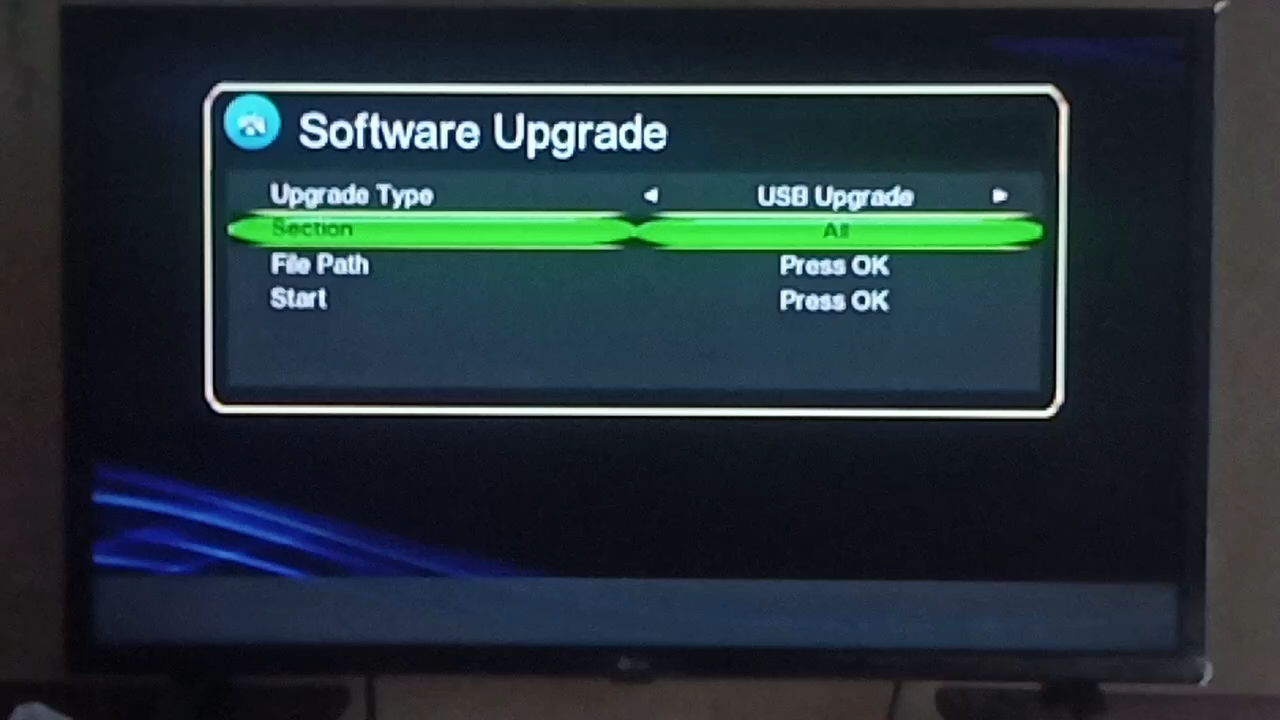 Software Upgrade
Upgrade Type USB Upgrade
Section All
File Path Press OK
Start Press OK